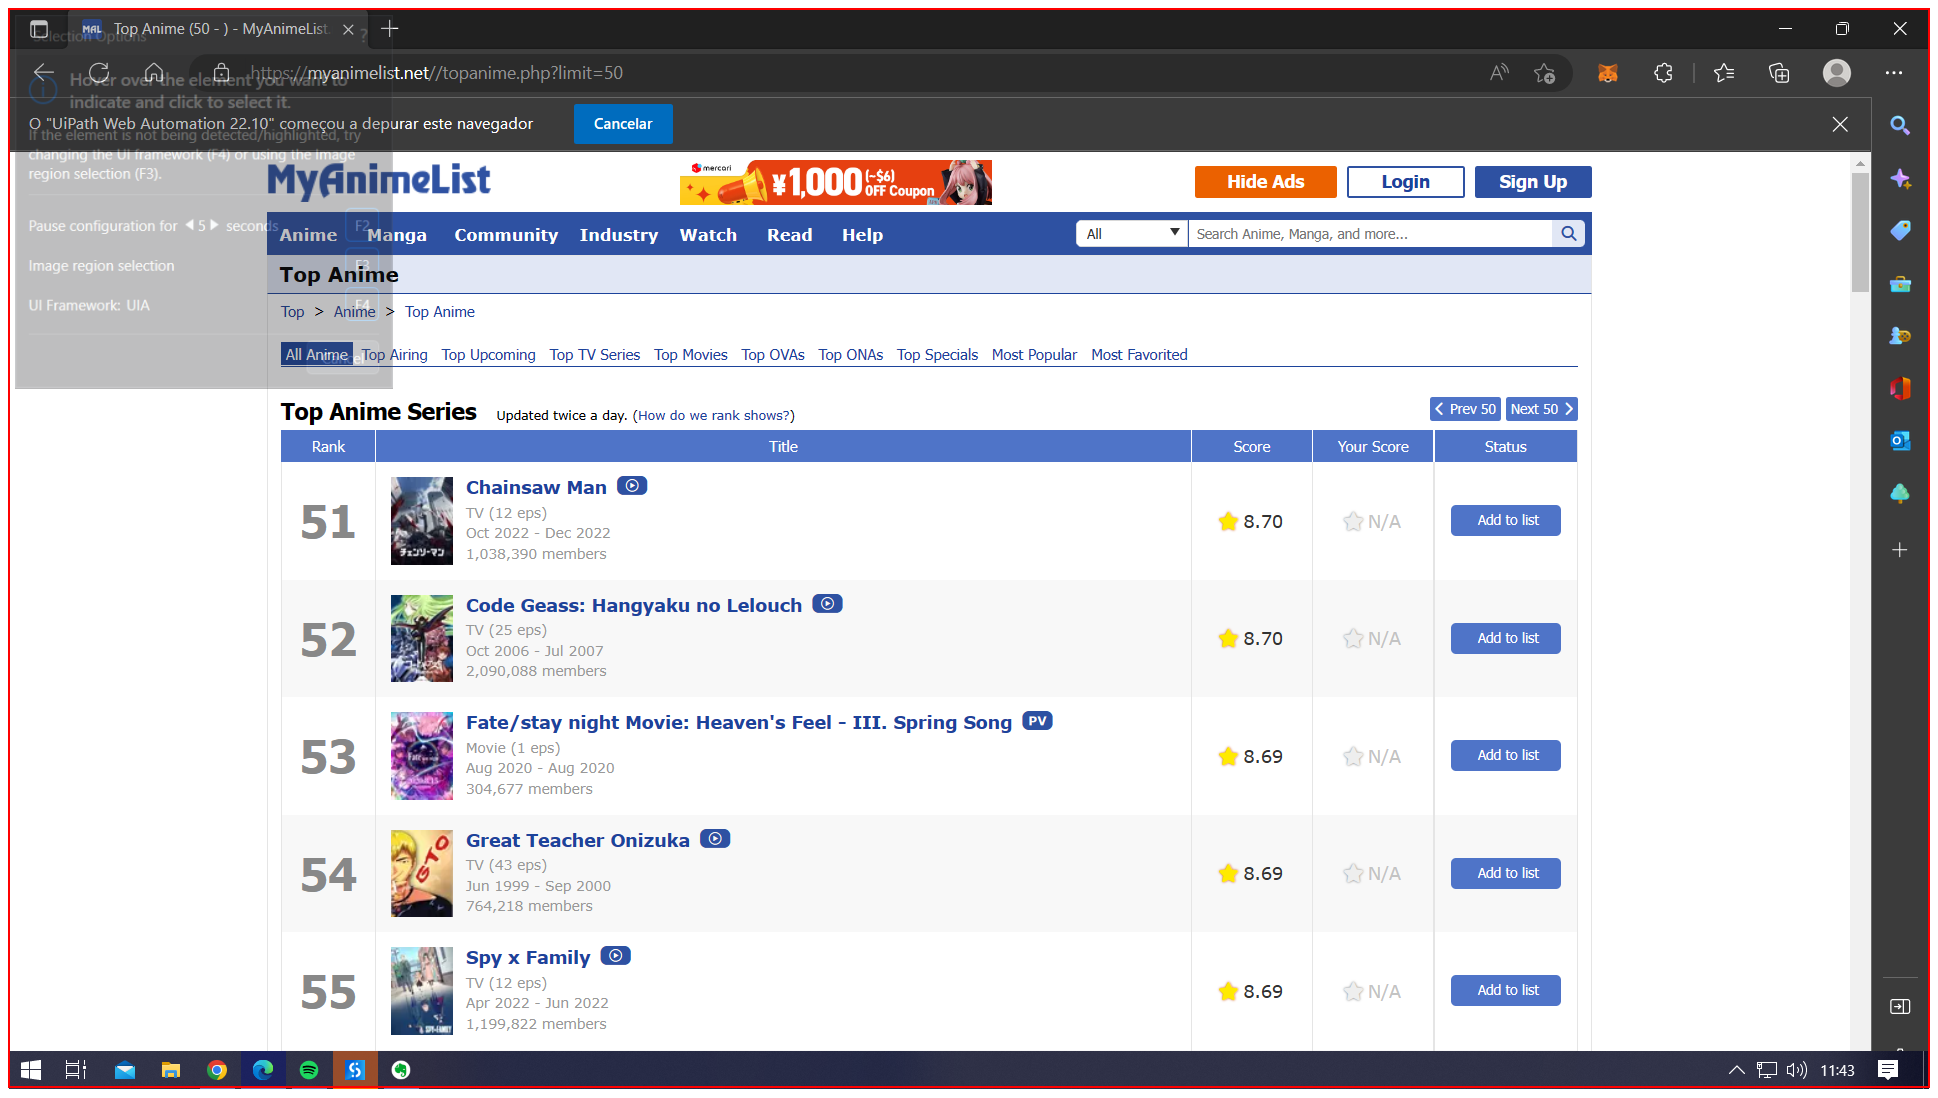 Selection Options
?
MAL Top Anime (50 - ) - MyAnimeList.
https://myanimelist.net//topanime.php?limit=50
Hover over the element you want to
indicate and click to select it.
O "UiPath Web Automation 22.10" começou a depurar este navegador
Cancelar
If the element is not being detected/highlighted, try
changing the UI framework (F4) or using the Image
region selection (F3).
Pause configuration for 5 seconds
F2
Image region selection
F3
UI Framework: UIA
F4
Cancel
MyAnimeList
mercari
¥1,000 (~$6) OFF Coupon
Hide Ads
Login
Sign Up
Anime Manga Community Industry Watch Read Help
All
Search Anime, Manga, and more...
Top Anime
Top > Anime > Top Anime
All Anime Top Airing Top Upcoming Top TV Series Top Movies Top OVAs Top ONAs Top Specials Most Popular Most Favorited
Top Anime Series Updated twice a day. (How do we rank shows?)
Prev 50 Next 50
Rank Title Score Your Score Status
51
チェンソーマン
Chainsaw Man
TV (12 eps)
Oct 2022 - Dec 2022
1,038,390 members
8.70
N/A
Add to list
52
Code Geass: Hangyaku no Lelouch
TV (25 eps)
Oct 2006 - Jul 2007
2,090,088 members
8.70
N/A
Add to list
53
Fate/stay night Movie: Heaven's Feel - III. Spring Song PV
Movie (1 eps)
Aug 2020 - Aug 2020
304,677 members
8.69
N/A
Add to list
54
GTO
Great Teacher Onizuka
TV (43 eps)
Jun 1999 - Sep 2000
764,218 members
8.69
N/A
Add to list
55
SPY×FAMILY
Spy x Family
TV (12 eps)
Apr 2022 - Jun 2022
1,199,822 members
8.69
N/A
Add to list
11:43